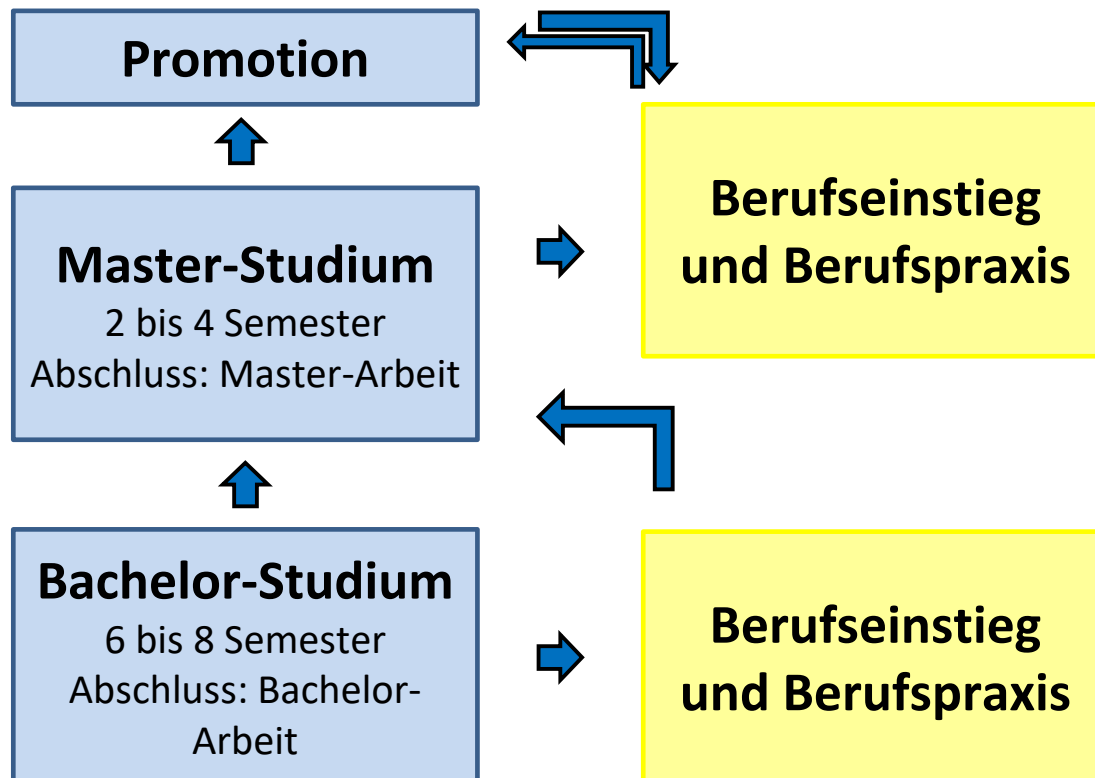 Promotion
Master-Studium
2 bis 4 Semester
Abschluss: Master-Arbeit
Berufseinstieg
und Berufspraxis
Bachelor-Studium
6 bis 8 Semester
Abschluss: Bachelor-
Arbeit
Berufseinstieg
und Berufspraxis